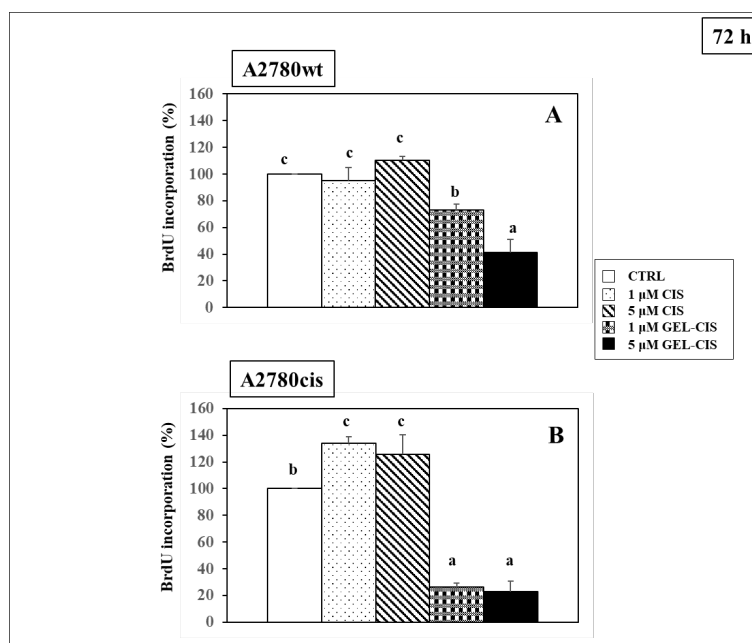 72 h
A2780wt
BrdU incorporation (%)
160
140
120
100
80
60
40
20
0
A
c
c
c
b
a
CTRL
1 µM CIS
5 µM CIS
1 µM GEL-CIS
5 µM GEL-CIS
A2780cis
BrdU incorporation (%)
160
140
120
100
80
60
40
20
0
B
b
c
c
a
a